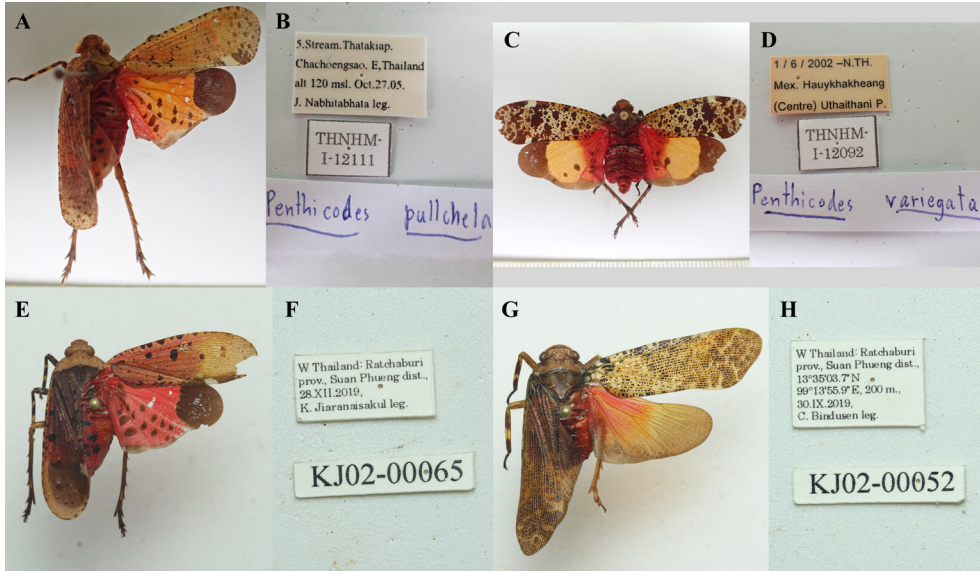 A
B
5.Stream.Thatakiap.
Chachoengsao. E,Thailand
alt 120 msl. Oct.27.05.
J. Nabhitabhata leg.
THNHM-
I-12111
Penthicodes pullchela
C
D
1 / 6 / 2002 –N.TH.
Mex. Hauykhakheang
(Centre) Uthaithani P.
THNHM-
I-12092
Penthicodes variegata
E
F
W Thailand: Ratchaburi
prov., Suan Phueng dist.,
28.XII.2019,
K. Jiaranaisakul leg.
KJ02-00065
G
H
W Thailand: Ratchaburi
prov., Suan Phueng dist.,
13°35'03.7"N
99°13'55.9"E, 200 m.,
30.IX.2019,
C. Bindusen leg.
KJ02-00052